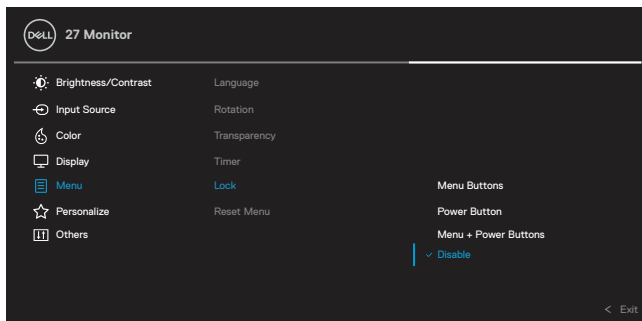 DELL 27 Monitor
Brightness/Contrast Language
Input Source Rotation
Color Transparency
Display Timer
Menu Lock Menu Buttons
Personalize Reset Menu Power Button
Others Menu + Power Buttons
Disable
< Exit